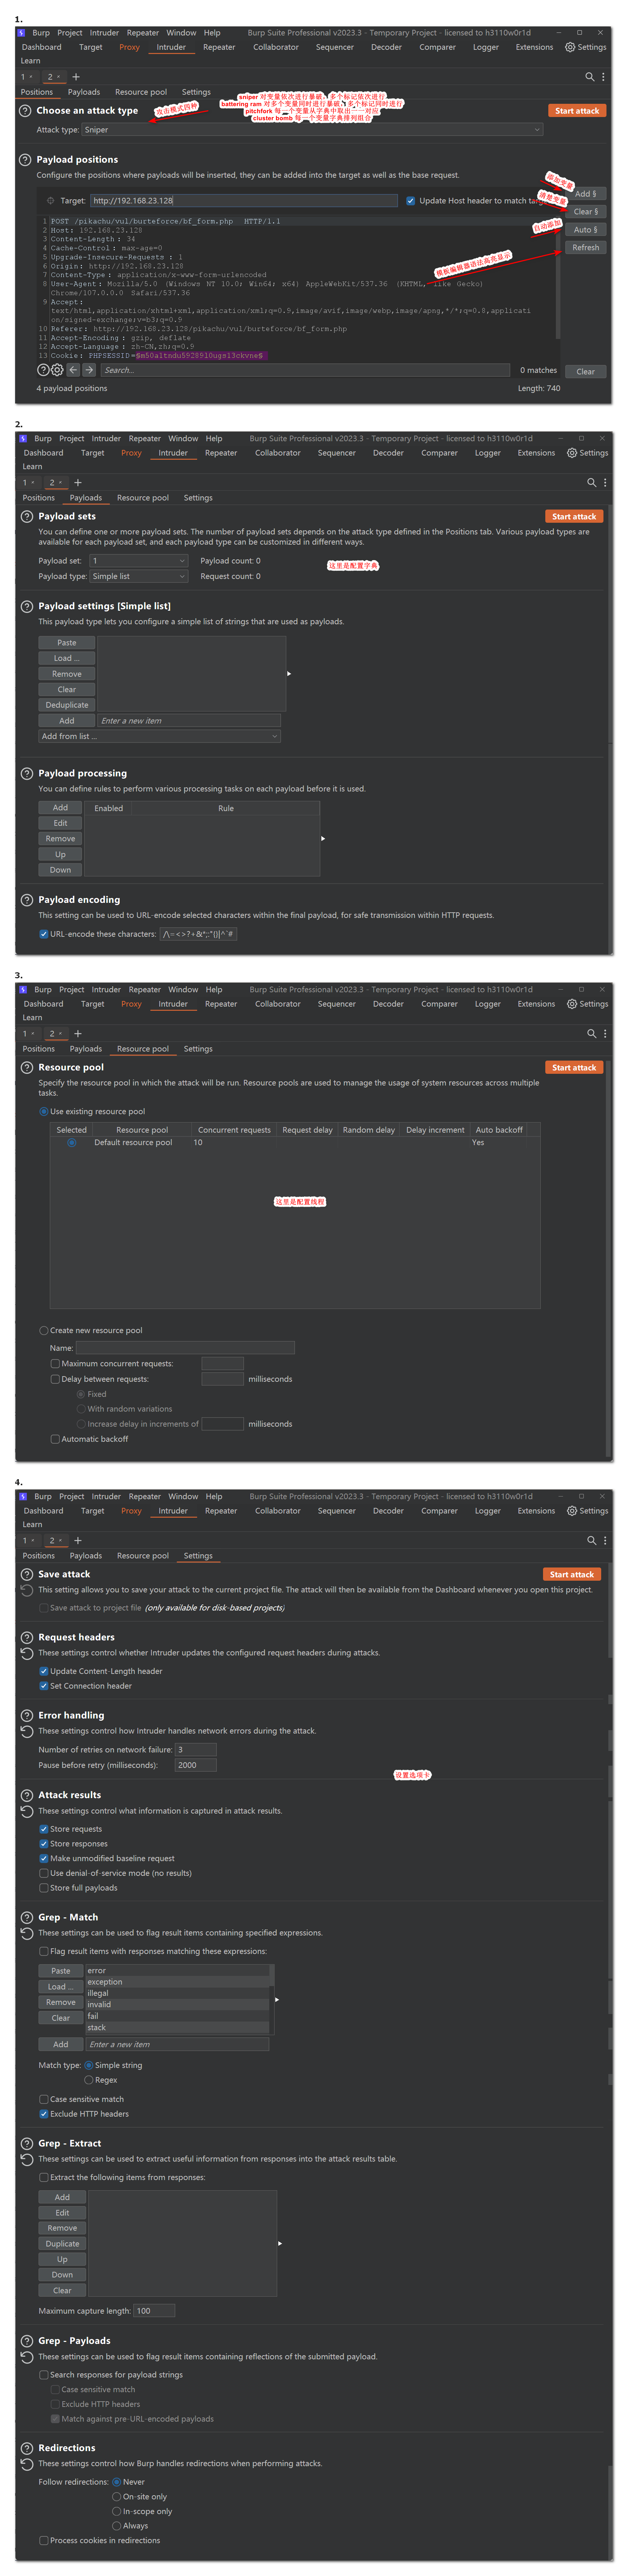 1.
Burp Project Intruder Repeater Window Help Burp Suite Professional v2023.3 - Temporary Project - licensed to h3110w0r1d
Dashboard Target Proxy Intruder Repeater Collaborator Sequencer Decoder Comparer Logger Extensions Settings
Learn
1 × 2 × +
Positions Payloads Resource pool Settings
sniper 对变量依次进行暴破、多个标记依次进行
battering ram 对多个变量同时进行暴破、多个标记同时进行
pitchfork 每一个变量从字典中取出一一对应
cluster bomb 每一个变量字典排列组合
Choose an attack type
攻击模式四种
Start attack
Attack type: Sniper
Payload positions
Configure the positions where payloads will be inserted, they can be added into the target as well as the base request.
添加变量
Target: http://192.168.23.128
Update Host header to match target
Add §
清楚变量
Clear §
自动添加
Auto §
Refresh
模板编辑器语法高亮显示
1 POST /pikachu/vul/burteforce/bf_form.php HTTP/1.1
2 Host: 192.168.23.128
3 Content-Length: 34
4 Cache-Control: max-age=0
5 Upgrade-Insecure-Requests: 1
6 Origin: http://192.168.23.128
7 Content-Type: application/x-www-form-urlencoded
8 User-Agent: Mozilla/5.0 (Windows NT 10.0; Win64; x64) AppleWebKit/537.36 (KHTML, like Gecko)
Chrome/107.0.0.0 Safari/537.36
9 Accept:
text/html,application/xhtml+xml,application/xml;q=0.9,image/avif,image/webp,image/apng,*/*;q=0.8,applicati
on/signed-exchange;v=b3;q=0.9
10 Referer: http://192.168.23.128/pikachu/vul/burteforce/bf_form.php
11 Accept-Encoding: gzip, deflate
12 Accept-Language: zh-CN,zh;q=0.9
13 Cookie: PHPSESSID=
Search...
0 matches
Clear
4 payload positions
Length: 740
2.
Burp Project Intruder Repeater Window Help Burp Suite Professional v2023.3 - Temporary Project - licensed to h3110w0r1d
Dashboard Target Proxy Intruder Repeater Collaborator Sequencer Decoder Comparer Logger Extensions Settings
Learn
1 × 2 × +
Positions Payloads Resource pool Settings
Payload sets
Start attack
You can define one or more payload sets. The number of payload sets depends on the attack type defined in the Positions tab. Various payload types are
available for each payload set, and each payload type can be customized in different ways.
Payload set: 1 Payload count: 0
这里是配置字典
Payload type: Simple list Request count: 0
Payload settings [Simple list]
This payload type lets you configure a simple list of strings that are used as payloads.
Paste
Load ...
Remove
Clear
Deduplicate
Add Enter a new item
Add from list ...
Payload processing
You can define rules to perform various processing tasks on each payload before it is used.
Add Enabled Rule
Edit
Remove
Up
Down
Payload encoding
This setting can be used to URL-encode selected characters within the final payload, for safe transmission within HTTP requests.
URL-encode these characters: /\=<>?+&*;:"{}|^`#
3.
Burp Project Intruder Repeater Window Help Burp Suite Professional v2023.3 - Temporary Project - licensed to h3110w0r1d
Dashboard Target Proxy Intruder Repeater Collaborator Sequencer Decoder Comparer Logger Extensions Settings
Learn
1 × 2 × +
Positions Payloads Resource pool Settings
Resource pool
Start attack
Specify the resource pool in which the attack will be run. Resource pools are used to manage the usage of system resources across multiple
tasks.
Use existing resource pool
Selected Resource pool Concurrent requests Request delay Random delay Delay increment Auto backoff
Default resource pool 10 Yes
这里是配置线程
Create new resource pool
Name:
Maximum concurrent requests:
Delay between requests: milliseconds
Fixed
With random variations
Increase delay in increments of milliseconds
Automatic backoff
4.
Burp Project Intruder Repeater Window Help Burp Suite Professional v2023.3 - Temporary Project - licensed to h3110w0r1d
Dashboard Target Proxy Intruder Repeater Collaborator Sequencer Decoder Comparer Logger Extensions Settings
Learn
1 × 2 × +
Positions Payloads Resource pool Settings
Save attack
Start attack
This setting allows you to save your attack to the current project file. The attack will then be available from the Dashboard whenever you open this project.
Save attack to project file (only available for disk-based projects)
Request headers
These settings control whether Intruder updates the configured request headers during attacks.
Update Content-Length header
Set Connection header
Error handling
These settings control how Intruder handles network errors during the attack.
Number of retries on network failure: 3
Pause before retry (milliseconds): 2000
设置选项卡
Attack results
These settings control what information is captured in attack results.
Store requests
Store responses
Make unmodified baseline request
Use denial-of-service mode (no results)
Store full payloads
Grep - Match
These settings can be used to flag result items containing specified expressions.
Flag result items with responses matching these expressions:
Paste error
exception
Load ... illegal
Remove invalid
Clear fail
stack
Add Enter a new item
Match type: Simple string
Regex
Case sensitive match
Exclude HTTP headers
Grep - Extract
These settings can be used to extract useful information from responses into the attack results table.
Extract the following items from responses:
Add
Edit
Remove
Duplicate
Up
Down
Clear
Maximum capture length: 100
Grep - Payloads
These settings can be used to flag result items containing reflections of the submitted payload.
Search responses for payload strings
Case sensitive match
Exclude HTTP headers
Match against pre-URL-encoded payloads
Redirections
These settings control how Burp handles redirections when performing attacks.
Follow redirections: Never
On-site only
In-scope only
Always
Process cookies in redirections